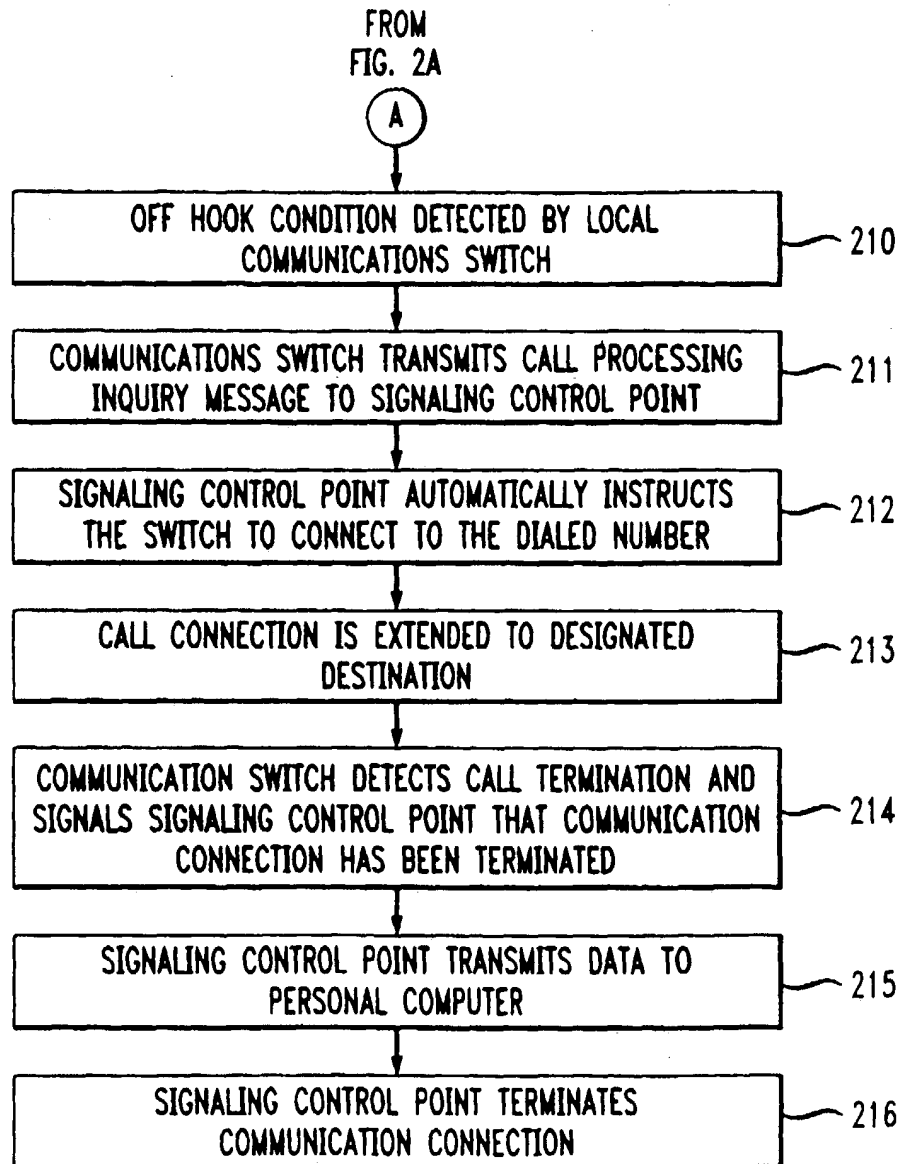 FROM
FIG. 2A
A
OFF HOOK CONDITION DETECTED BY LOCAL
COMMUNICATIONS SWITCH
210
COMMUNICATIONS SWITCH TRANSMITS CALL PROCESSING
INQUIRY MESSAGE TO SIGNALING CONTROL POINT
211
SIGNALING CONTROL POINT AUTOMATICALLY INSTRUCTS
THE SWITCH TO CONNECT TO THE DIALED NUMBER
212
CALL CONNECTION IS EXTENDED TO DESIGNATED
DESTINATION
213
COMMUNICATION SWITCH DETECTS CALL TERMINATION AND
SIGNALS SIGNALING CONTROL POINT THAT COMMUNICATION
CONNECTION HAS BEEN TERMINATED
214
SIGNALING CONTROL POINT TRANSMITS DATA TO
PERSONAL COMPUTER
215
SIGNALING CONTROL POINT TERMINATES
COMMUNICATION CONNECTION
216